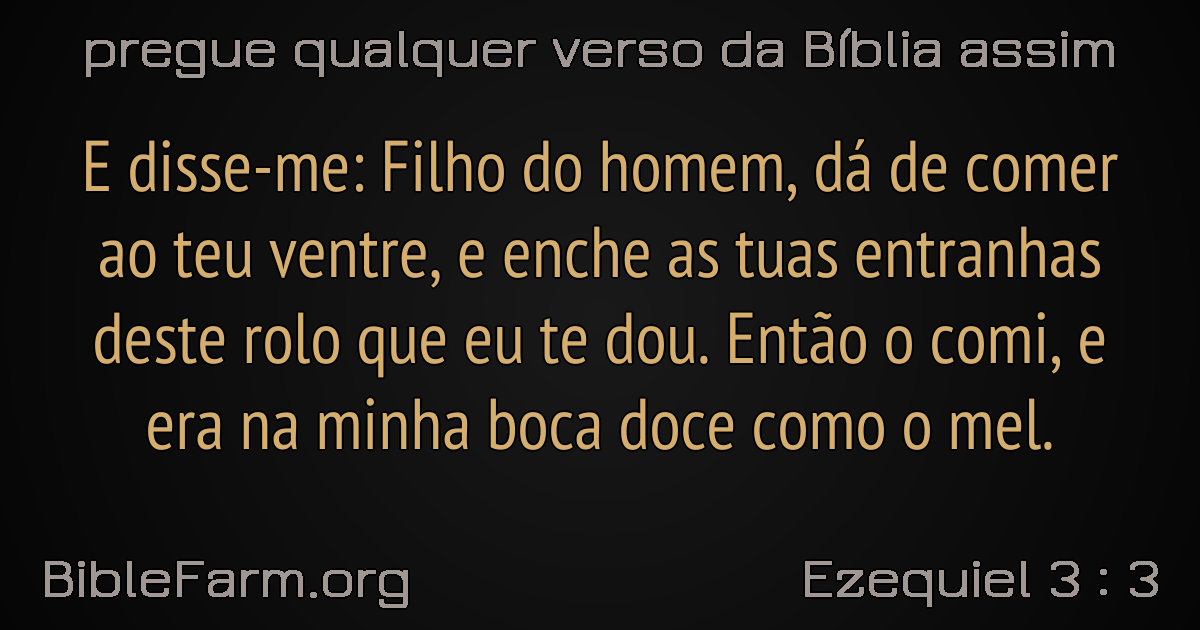 pregue qualquer verso da Bíblia assim
E disse-me: Filho do homem, dá de comer
ao teu ventre, e enche as tuas entranhas
deste rolo que eu te dou. Então o comi, e
era na minha boca doce como o mel.
BibleFarm.org
Ezequiel 3 : 3